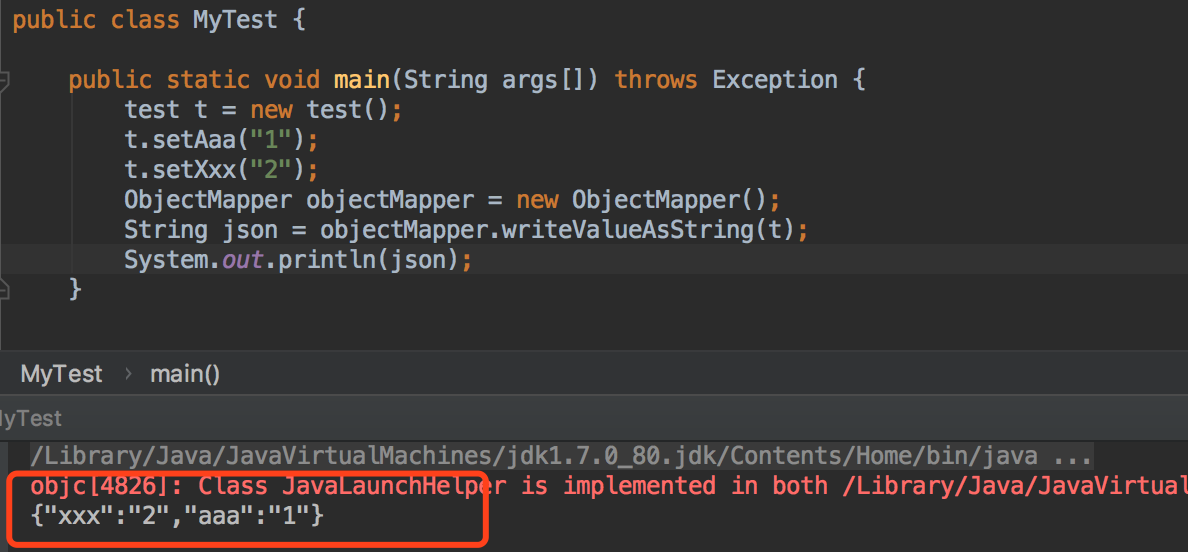 public class MyTest {
public static void main(String args[]) throws Exception {
test t = new test();
t.setAaa("1");
t.setXxx("2");
ObjectMapper objectMapper = new ObjectMapper();
String json = objectMapper.writeValueAsString(t);
System.out.println(json);
}
MyTest › main()
yTest
/Library/Java/JavaVirtualMachines/jdk1.7.0_80.jdk/Contents/Home/bin/java ...
objc[4826]: Class JavaLaunchHelper is implemented in both /Library/Java/JavaVirtual
{"xxx":"2","aaa":"1"}